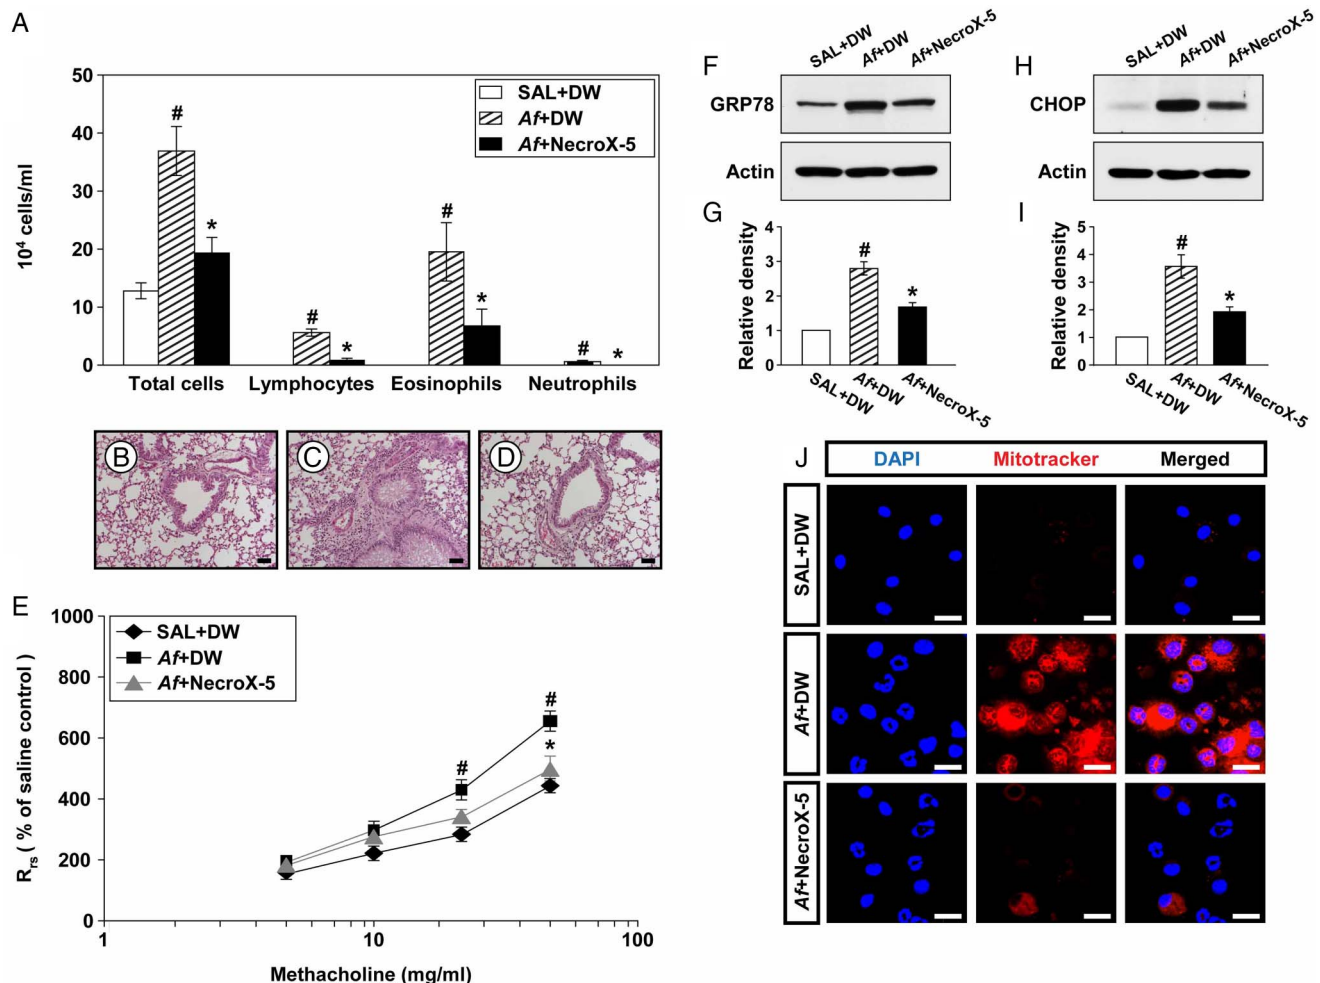 A
50
40
30
20
10
0
10⁴ cells/ml
SAL+DW
Af+DW
Af+NecroX-5
#
*
#
*
#
*
#
*
Total cells
Lymphocytes
Eosinophils
Neutrophils
B
C
D
E
1000
800
600
400
200
0
Rrs ( % of saline control )
SAL+DW
Af+DW
Af+NecroX-5
#
#
*
1
10
100
Methacholine (mg/ml)
F
SAL+DW
Af+DW
Af+NecroX-5
GRP78
Actin
G
4
3
2
1
0
Relative density
#
*
SAL+DW
Af+DW
Af+NecroX-5
H
SAL+DW
Af+DW
Af+NecroX-5
CHOP
Actin
I
5
4
3
2
1
0
Relative density
#
*
SAL+DW
Af+DW
Af+NecroX-5
J
DAPI
Mitotracker
Merged
SAL+DW
Af+DW
Af+NecroX-5